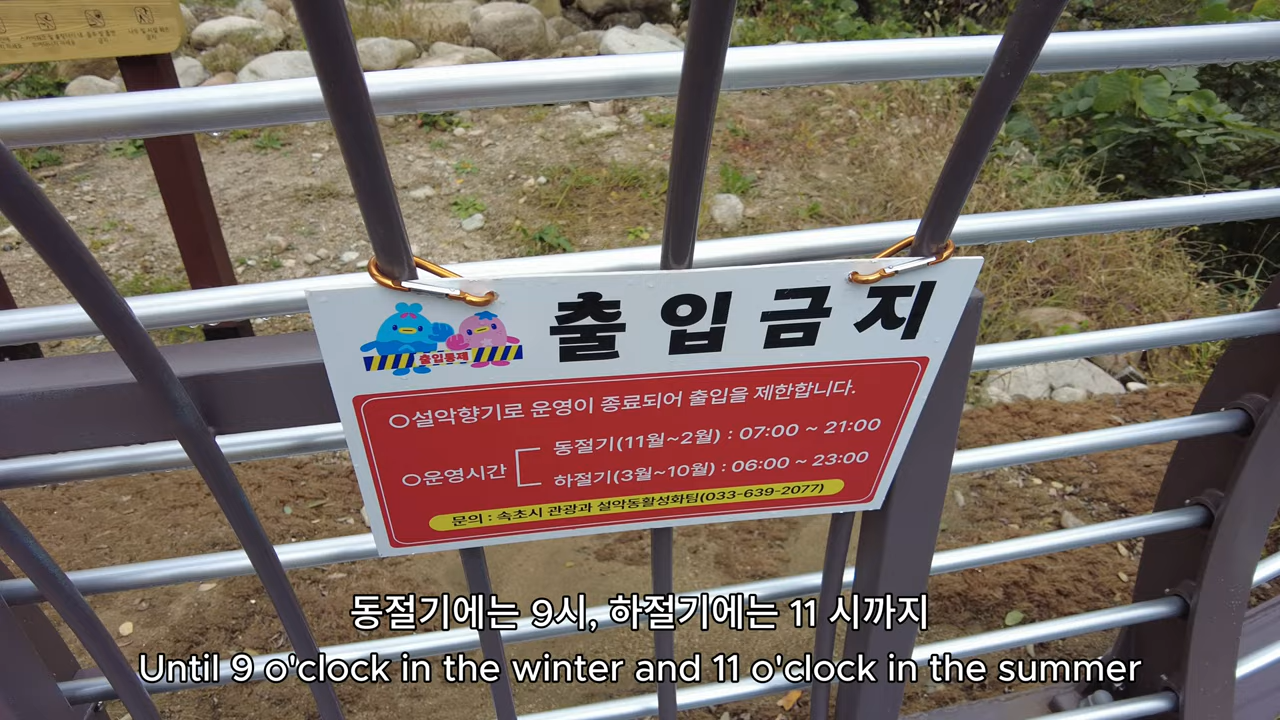 출입금지
출입통제
○설악향기로 운영이 종료되어 출입을 제한합니다.
○운영시간
동절기(11월~2월) : 07:00 ~ 21:00
하절기(3월~10월) : 06:00 ~ 23:00
문의 : 속초시 관광과 설악동활성화팀(033-639-2077)
동절기에는 9시, 하절기에는 11 시까지
Until 9 o'clock in the winter and 11 o'clock in the summer